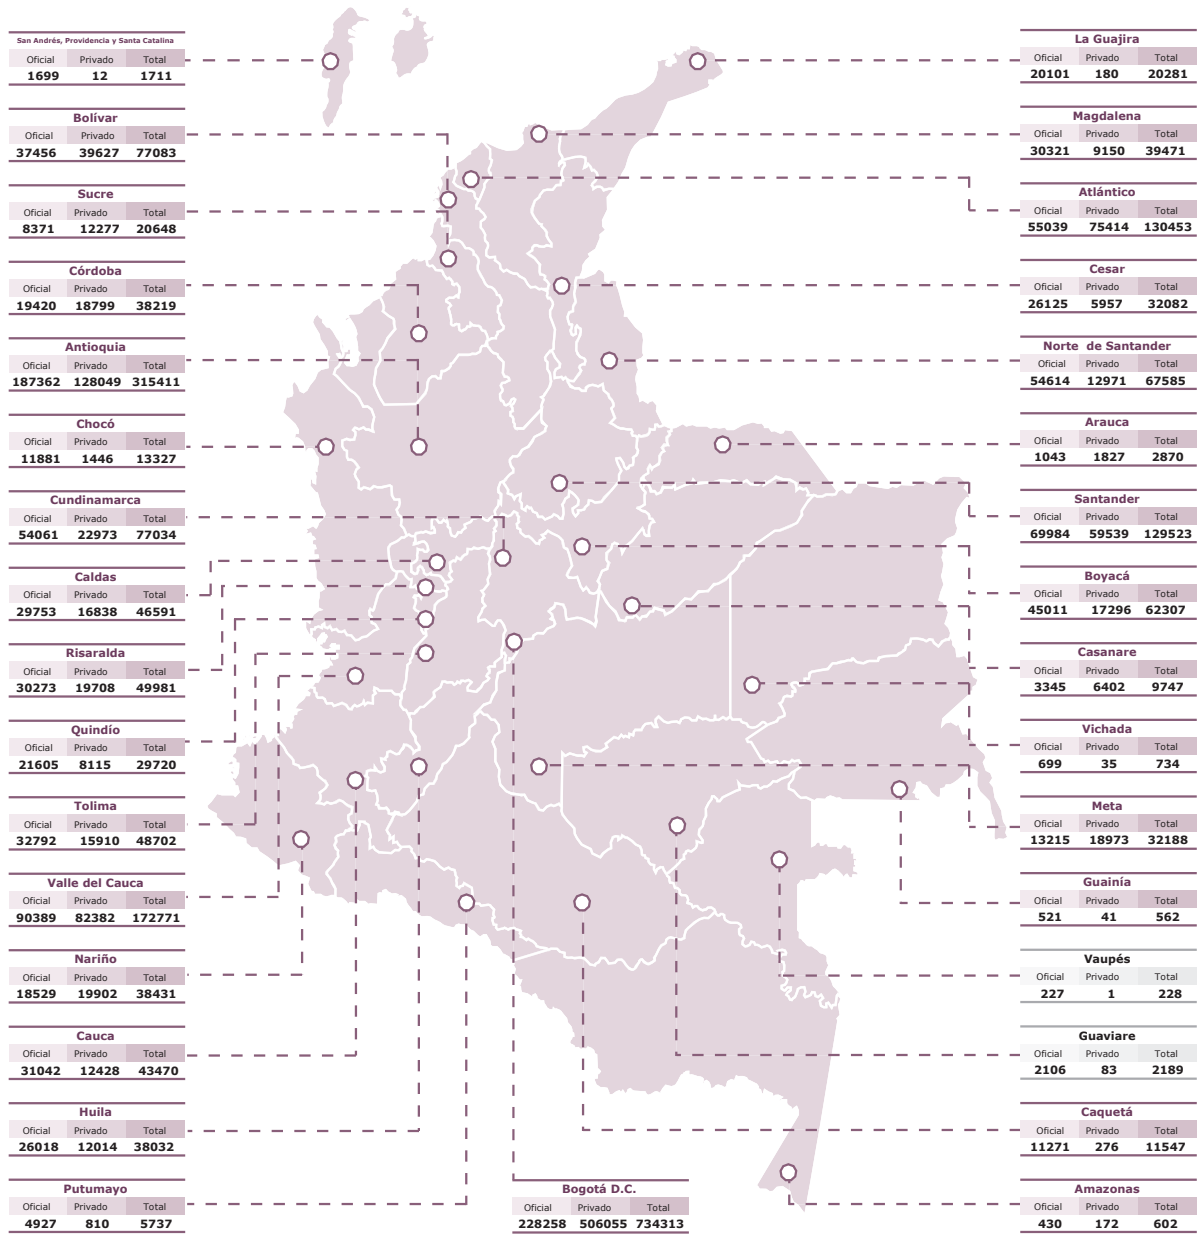 San Andrés, Providencia y Santa Catalina
Oficial Privado Total
1699 12 1711
Bolívar
Oficial Privado Total
37456 39627 77083
Sucre
Oficial Privado Total
8371 12277 20648
Córdoba
Oficial Privado Total
19420 18799 38219
Antioquia
Oficial Privado Total
187362 128049 315411
Chocó
Oficial Privado Total
11881 1446 13327
Cundinamarca
Oficial Privado Total
54061 22973 77034
Caldas
Oficial Privado Total
29753 16838 46591
Risaralda
Oficial Privado Total
30273 19708 49981
Quindío
Oficial Privado Total
21605 8115 29720
Tolima
Oficial Privado Total
32792 15910 48702
Valle del Cauca
Oficial Privado Total
90389 82382 172771
Nariño
Oficial Privado Total
18529 19902 38431
Cauca
Oficial Privado Total
31042 12428 43470
Huila
Oficial Privado Total
26018 12014 38032
Putumayo
Oficial Privado Total
4927 810 5737
Bogotá D.C.
Oficial Privado Total
228258 506055 734313
La Guajira
Oficial Privado Total
20101 180 20281
Magdalena
Oficial Privado Total
30321 9150 39471
Atlántico
Oficial Privado Total
55039 75414 130453
Cesar
Oficial Privado Total
26125 5957 32082
Norte de Santander
Oficial Privado Total
54614 12971 67585
Arauca
Oficial Privado Total
1043 1827 2870
Santander
Oficial Privado Total
69984 59539 129523
Boyacá
Oficial Privado Total
45011 17296 62307
Casanare
Oficial Privado Total
3345 6402 9747
Vichada
Oficial Privado Total
699 35 734
Meta
Oficial Privado Total
13215 18973 32188
Guainía
Oficial Privado Total
521 41 562
Vaupés
Oficial Privado Total
227 1 228
Guaviare
Oficial Privado Total
2106 83 2189
Caquetá
Oficial Privado Total
11271 276 11547
Amazonas
Oficial Privado Total
430 172 602